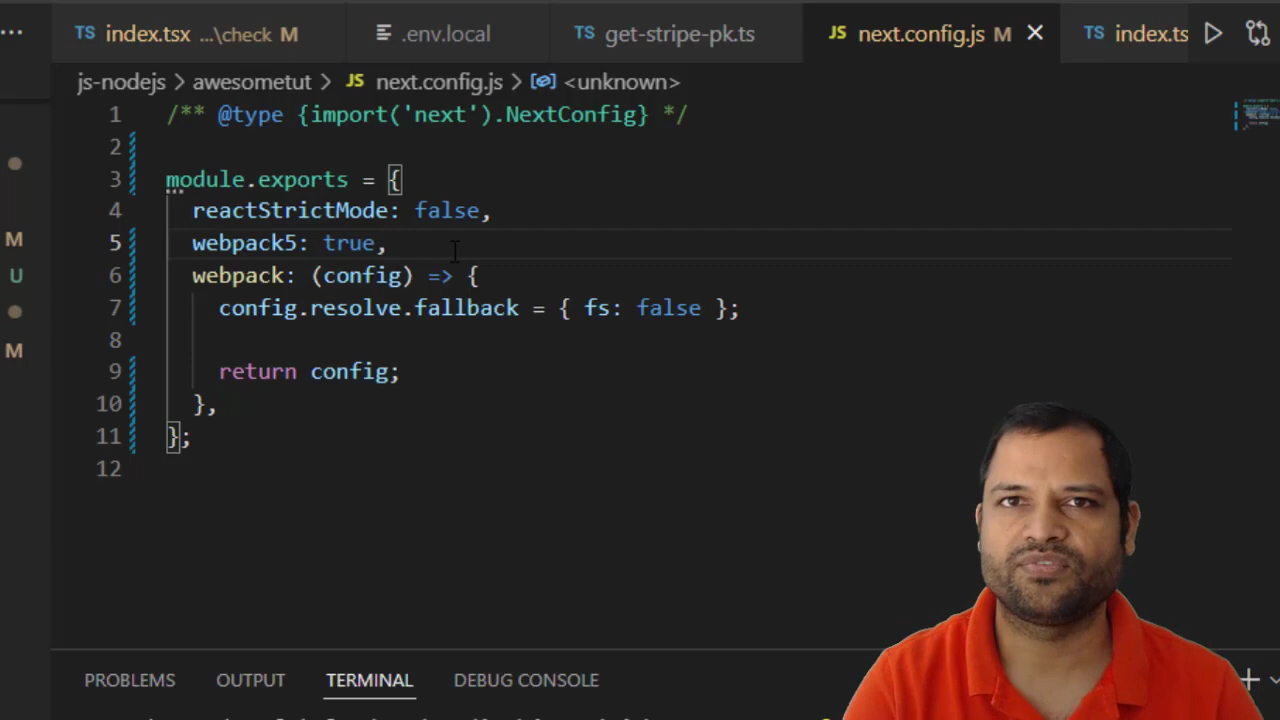 TS index.tsx ...\check M .env.local TS get-stripe-pk.ts JS next.config.js M TS index.ts
js-nodejs > awesometut > JS next.config.js > <unknown>
1 /** @type {import('next').NextConfig} */
2
3 module.exports = {
4 reactStrictMode: false,
M 5 webpack5: true,
U 6 webpack: (config) => {
7 config.resolve.fallback = { fs: false };
M 8
9 return config;
10 },
11 };
12
PROBLEMS OUTPUT TERMINAL DEBUG CONSOLE